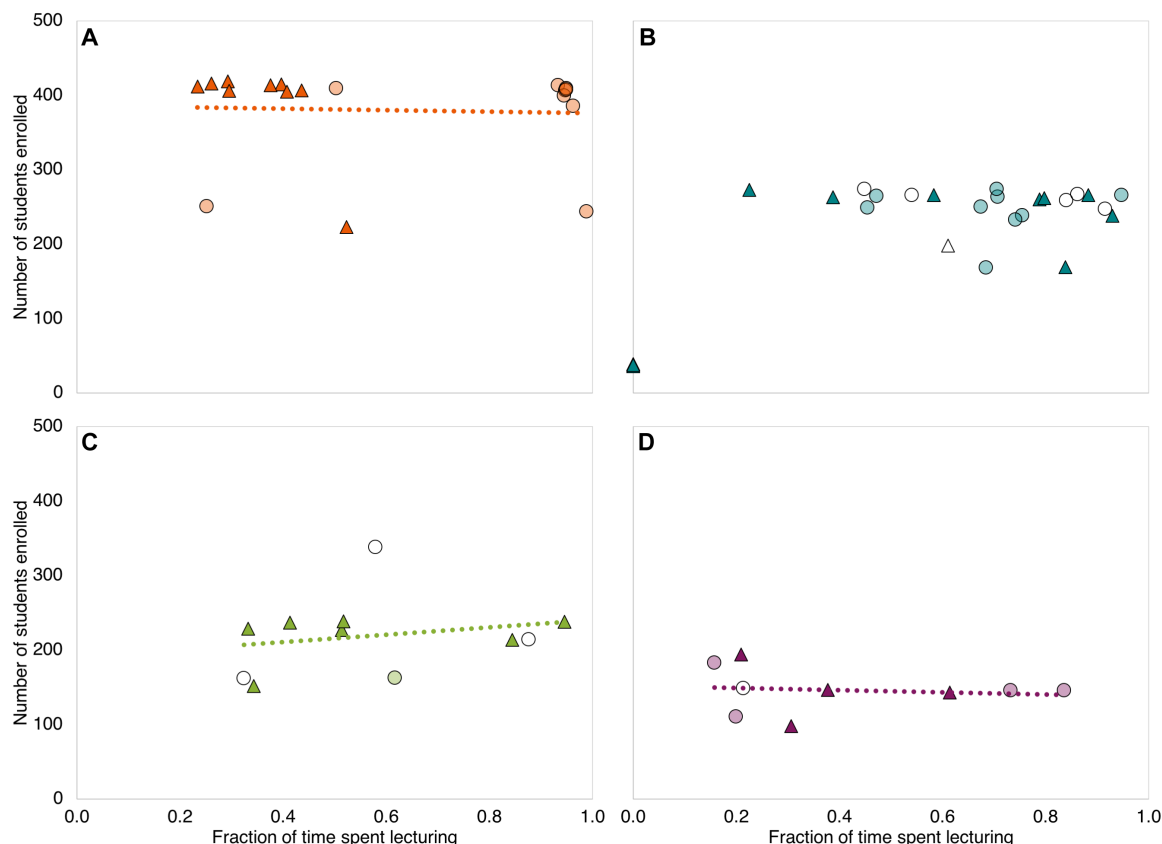 A
B
500
400
300
200
100
0
Number of students enrolled
C
D
500
400
300
200
100
0
Number of students enrolled
0.0 0.2 0.4 0.6 0.8 1.0
0.2 0.4 0.6 0.8 1.0
Fraction of time spent lecturing
Fraction of time spent lecturing